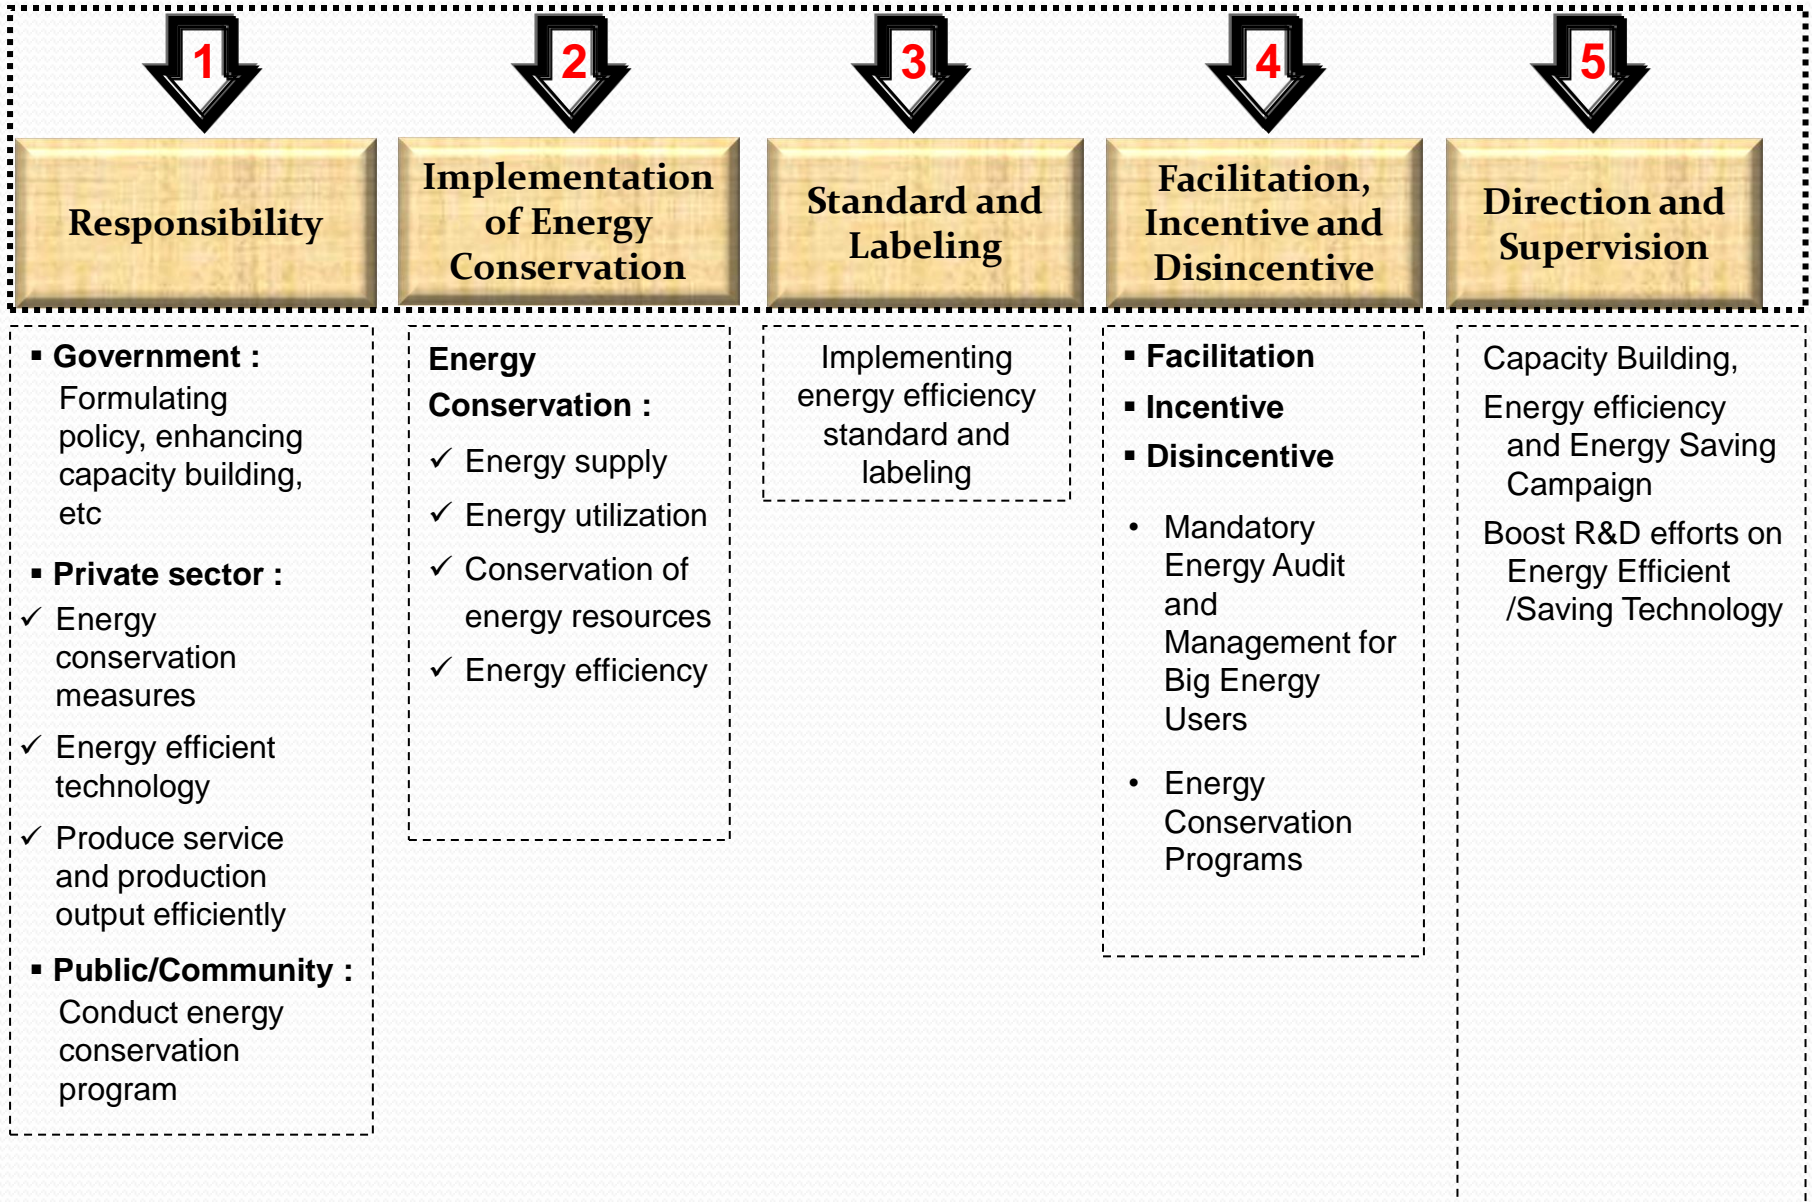 1
Responsibility
▪ Government :
Formulating
policy, enhancing
capacity building,
etc
▪ Private sector :
✓ Energy
conservation
measures
✓ Energy efficient
technology
✓ Produce service
and production
output efficiently
▪ Public/Community :
Conduct energy
conservation
program
2
Implementation
of Energy
Conservation
Energy
Conservation :
✓ Energy supply
✓ Energy utilization
✓ Conservation of
energy resources
✓ Energy efficiency
3
Standard and
Labeling
Implementing
energy efficiency
standard and
labeling
4
Facilitation,
Incentive and
Disincentive
▪ Facilitation
▪ Incentive
▪ Disincentive
• Mandatory
Energy Audit
and
Management for
Big Energy
Users
• Energy
Conservation
Programs
5
Direction and
Supervision
Capacity Building,
Energy efficiency
and Energy Saving
Campaign
Boost R&D efforts on
Energy Efficient
/Saving Technology